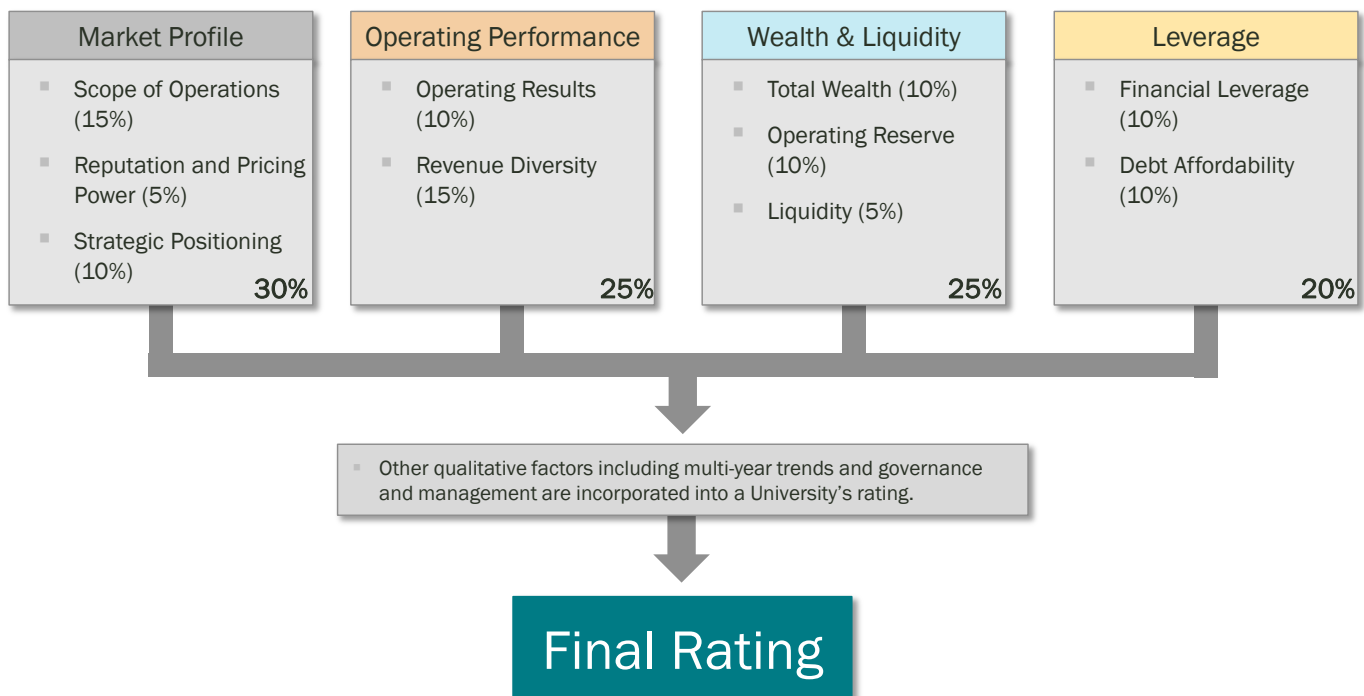 Market Profile
Scope of Operations
(15%)
Reputation and Pricing
Power (5%)
Strategic Positioning
(10%)
30%
Operating Performance
Operating Results
(10%)
Revenue Diversity
(15%)
25%
Wealth & Liquidity
Total Wealth (10%)
Operating Reserve
(10%)
Liquidity (5%)
25%
Leverage
Financial Leverage
(10%)
Debt Affordability
(10%)
20%
Other qualitative factors including multi-year trends and governance
and management are incorporated into a University’s rating.
Final Rating